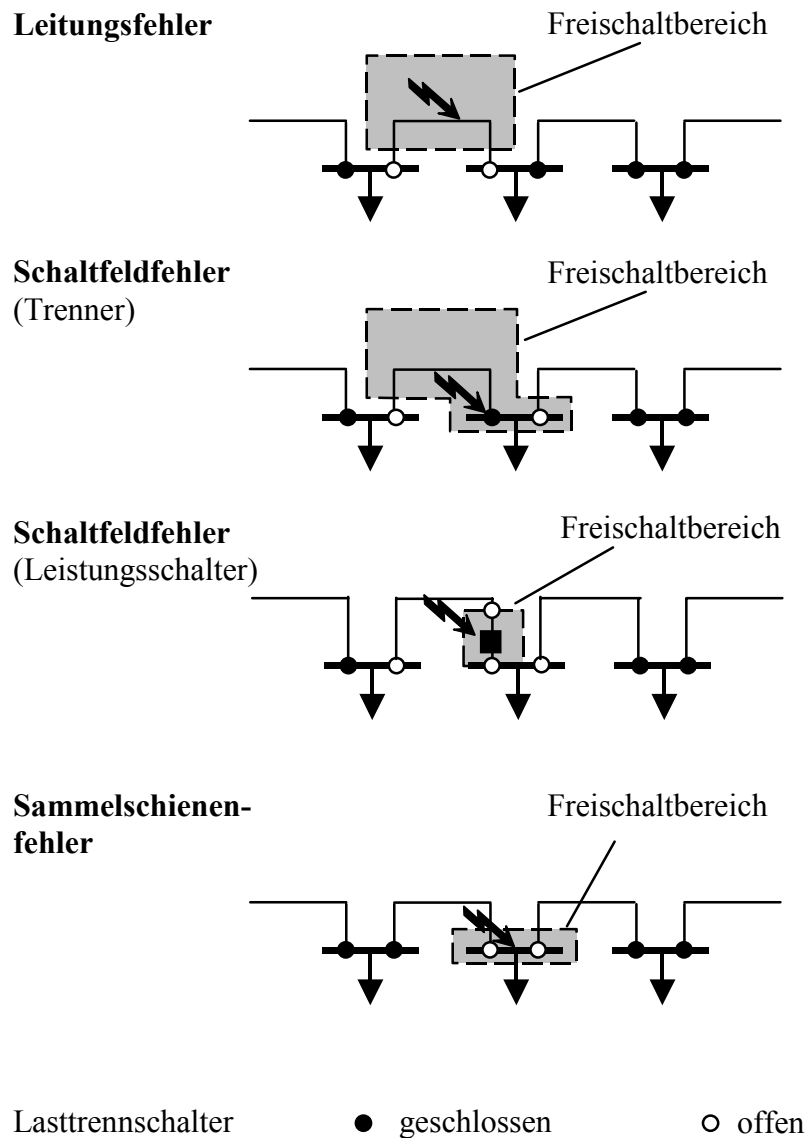 Leitungsfehler
Freischaltbereich
Schaltfeldfehler
(Trenner)
Freischaltbereich
Schaltfeldfehler
(Leistungsschalter)
Freischaltbereich
Sammelschienen-
fehler
Freischaltbereich
Lasttrennschalter geschlossen offen